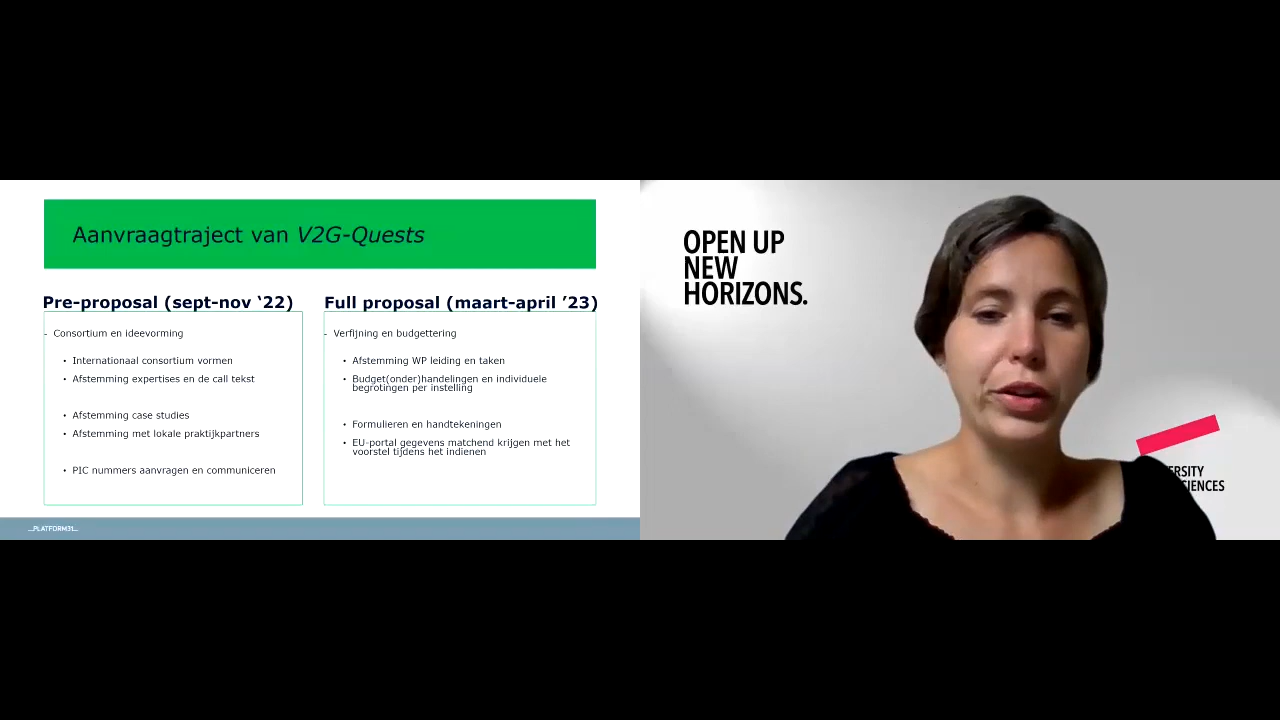 Aanvraagtraject van V2G-Quests
Pre-proposal (sept-nov ‘22)
- Consortium en ideevorming
• Internationaal consortium vormen
• Afstemming expertises en de call tekst
• Afstemming case studies
• Afstemming met lokale praktijkpartners
• PIC nummers aanvragen en communiceren
Full proposal (maart-april ’23)
- Verfijning en budgettering
• Afstemming WP leiding en taken
• Budget(onder)handelingen en individuele
begrotingen per instelling
• Formulieren en handtekeningen
• EU-portal gegevens matchend krijgen met het
voorstel tijdens het indienen
_PLATFORM31_
OPEN UP
NEW
HORIZONS.
ERSITY
IENCES